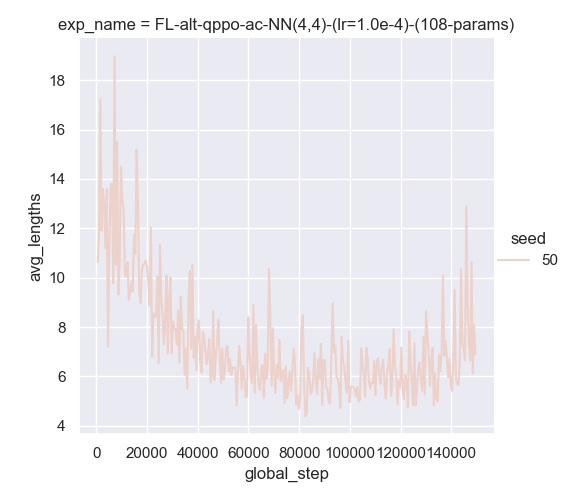 exp_name = FL-alt-qppo-ac-NN(4,4)-(lr=1.0e-4)-(108-params)
18
16
14
12
10
8
6
4
avg_lengths
0 20000 40000 60000 80000 100000 120000 140000
global_step
seed
50